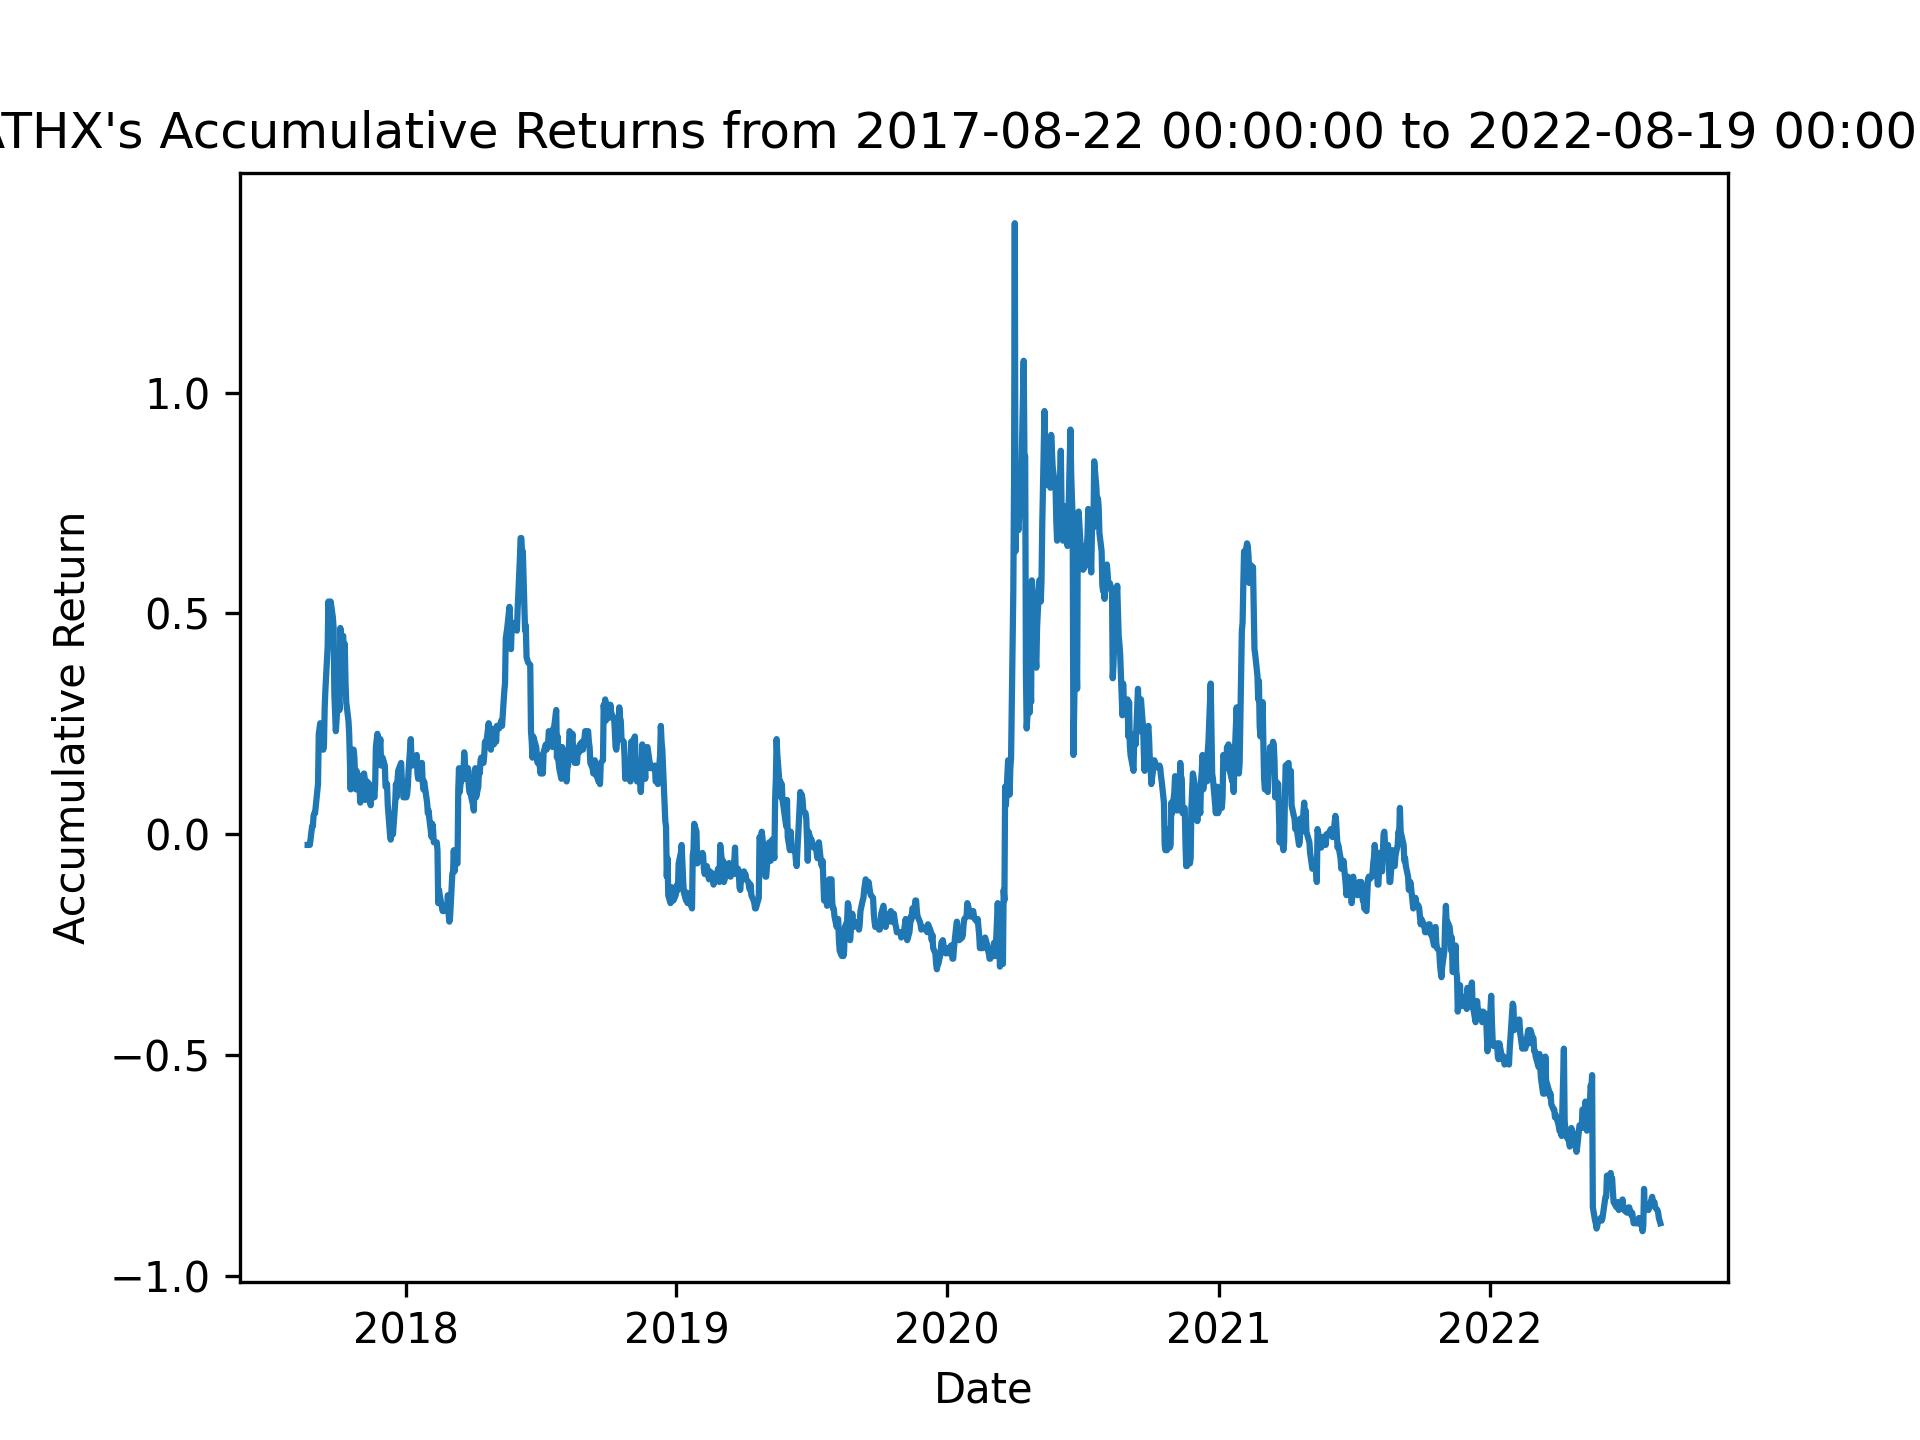 ATHX's Accumulative Returns from 2017-08-22 00:00:00 to 2022-08-19 00:00
Accumulative Return
1.0
0.5
0.0
−0.5
−1.0
2018 2019 2020 2021 2022
Date